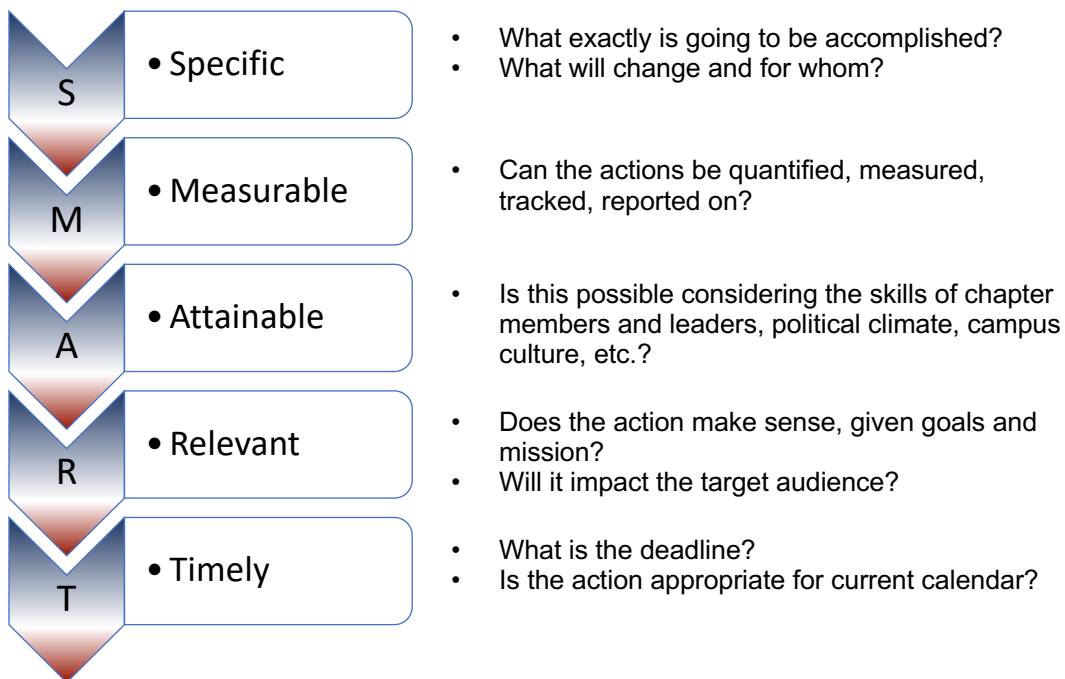 S
• Specific
• What exactly is going to be accomplished?
• What will change and for whom?
M
• Measurable
• Can the actions be quantified, measured,
tracked, reported on?
A
• Attainable
• Is this possible considering the skills of chapter
members and leaders, political climate, campus
culture, etc.?
R
• Relevant
• Does the action make sense, given goals and
mission?
• Will it impact the target audience?
T
• Timely
• What is the deadline?
• Is the action appropriate for current calendar?